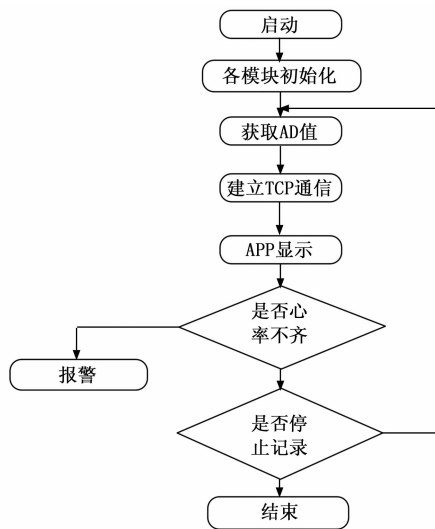 启动
各模块初始化
获取AD值
建立TCP通信
APP显示
是否心
率不齐
报警
是否停
止记录
结束